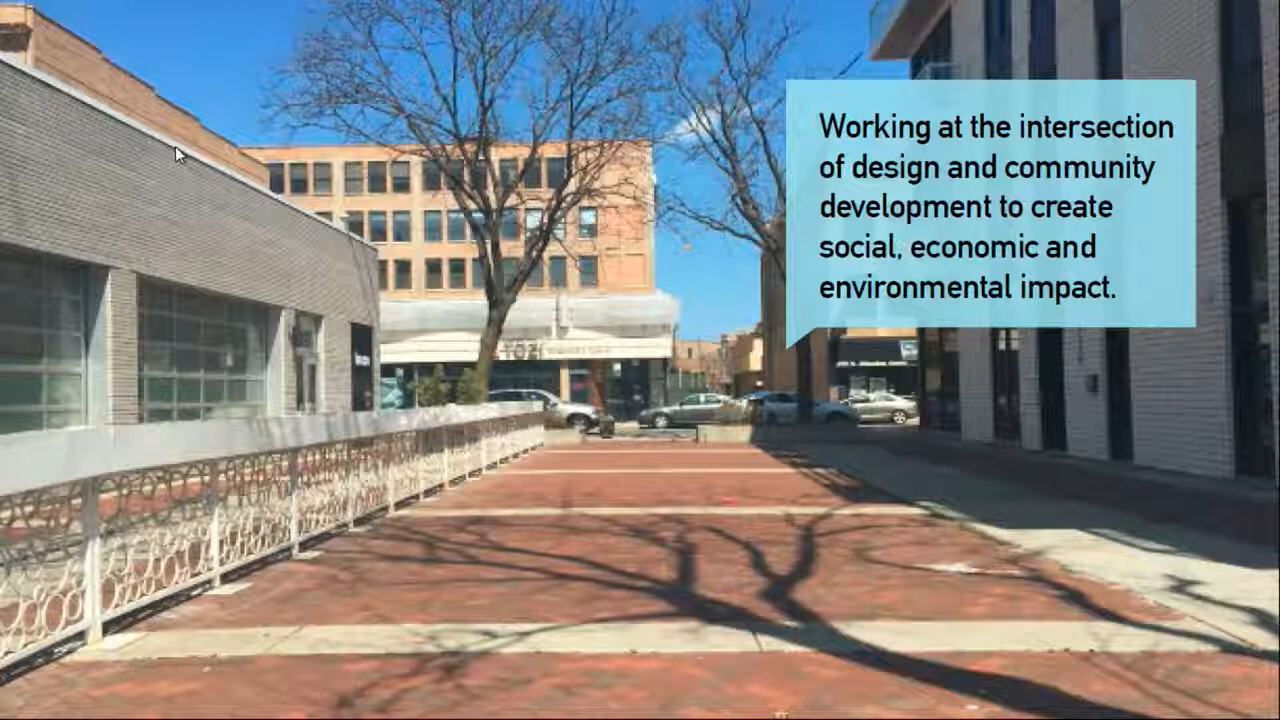 Working at the intersection
of design and community
development to create
social, economic and
environmental impact.